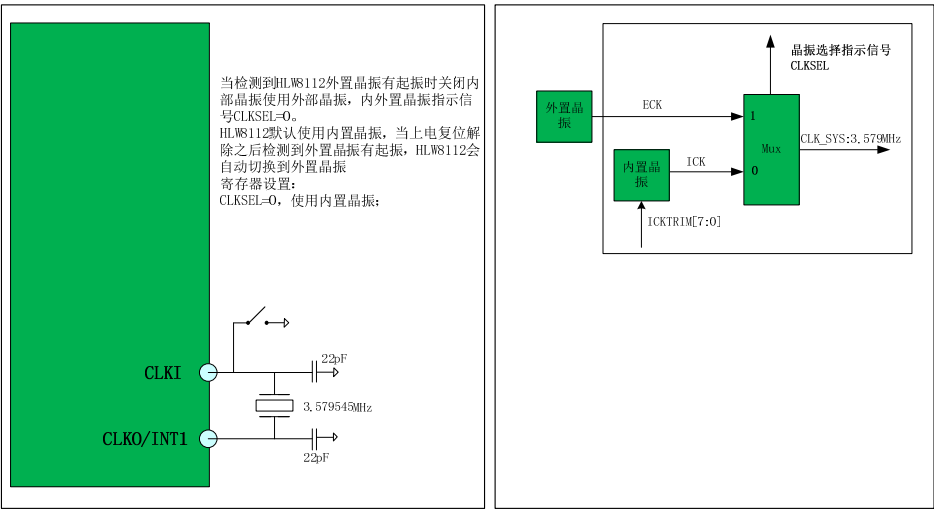 当检测到HLW8112外置晶振有起振时关闭内
部晶振使用外部晶振，内外置晶振指示信
号CLKSEL=0。
HLW8112默认使用内置晶振，当上电复位解
除之后检测到外置晶振有起振，HLW8112会
自动切换到外置晶振
寄存器设置：
CLKSEL=0，使用内置晶振；
CLKI
22pF
3.579545MHz
CLKO/INT1
22pF
晶振选择指示信号
CLKSEL
外置晶
振
ECK
1
Mux
CLK_SYS:3.579MHz
内置晶
振
ICK
0
ICKTRIM[7:0]